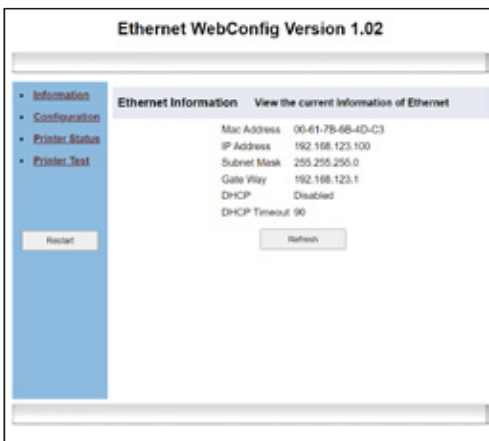 Ethernet WebConfig Version 1.02
Information
Configuration
Printer Status
Printer Test
Restart
Ethernet Information View the current Information of Ethernet
Mac Address 00-61-7B-6B-4D-C3
IP Address 192.168.123.100
Subnet Mask 255.255.255.0
Gate Way 192.168.123.1
DHCP Disabled
DHCP Timeout 90
Refresh